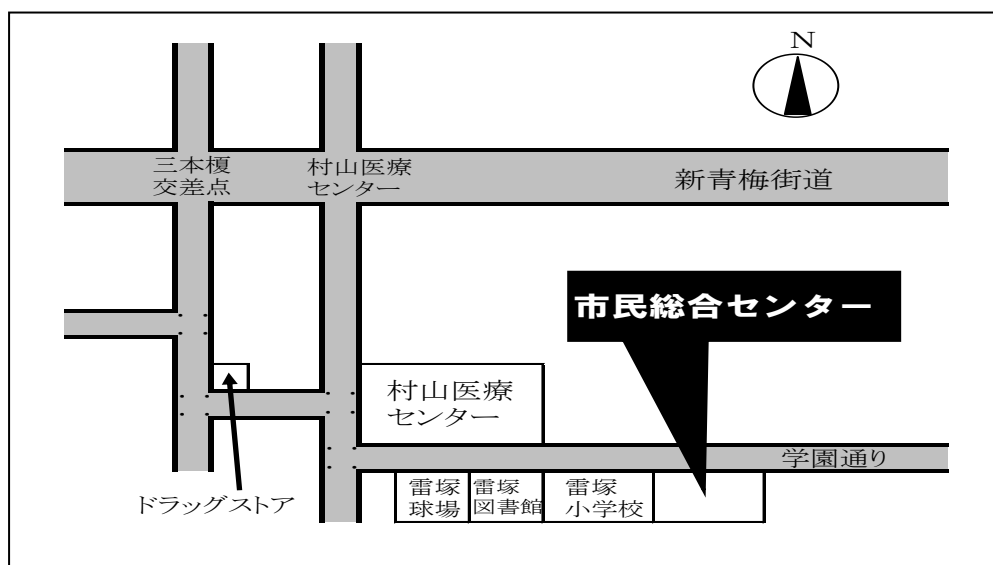 N
三本榎
交差点
村山医療
センター
新青梅街道
市民総合センター
村山医療
センター
学園通り
ドラッグストア
雷塚
球場
雷塚
図書館
雷塚
小学校